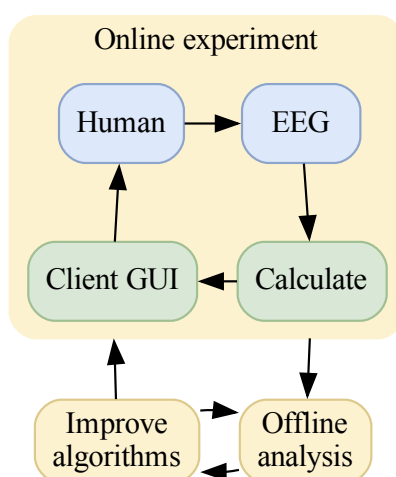 Online experiment
Human
EEG
Client GUI
Calculate
Improve
algorithms
Offline
analysis